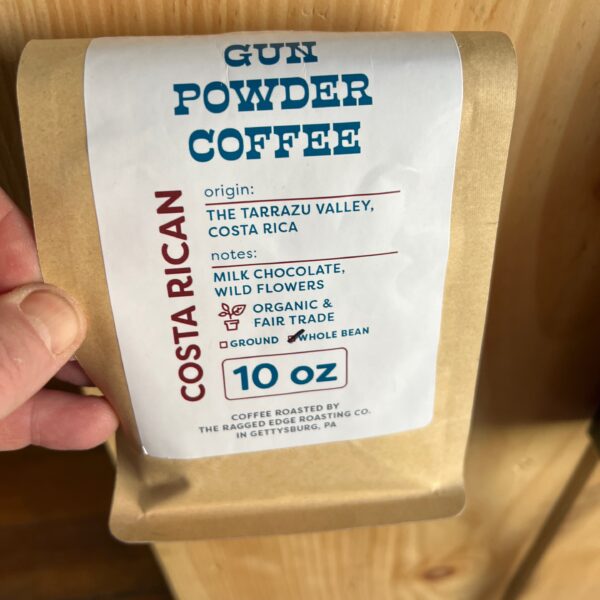 GUN
POWDER
COFFEE
COSTA RICAN
origin:
THE TARRAZU VALLEY,
COSTA RICA
notes:
MILK CHOCOLATE,
WILD FLOWERS
ORGANIC &
FAIR TRADE
GROUND WHOLE BEAN
10 oz
COFFEE ROASTED BY
THE RAGGED EDGE ROASTING CO.
IN GETTYSBURG, PA